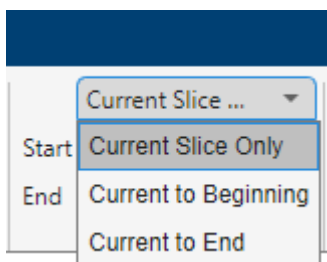 Current Slice ...
Start Current Slice Only
End Current to Beginning
Current to End